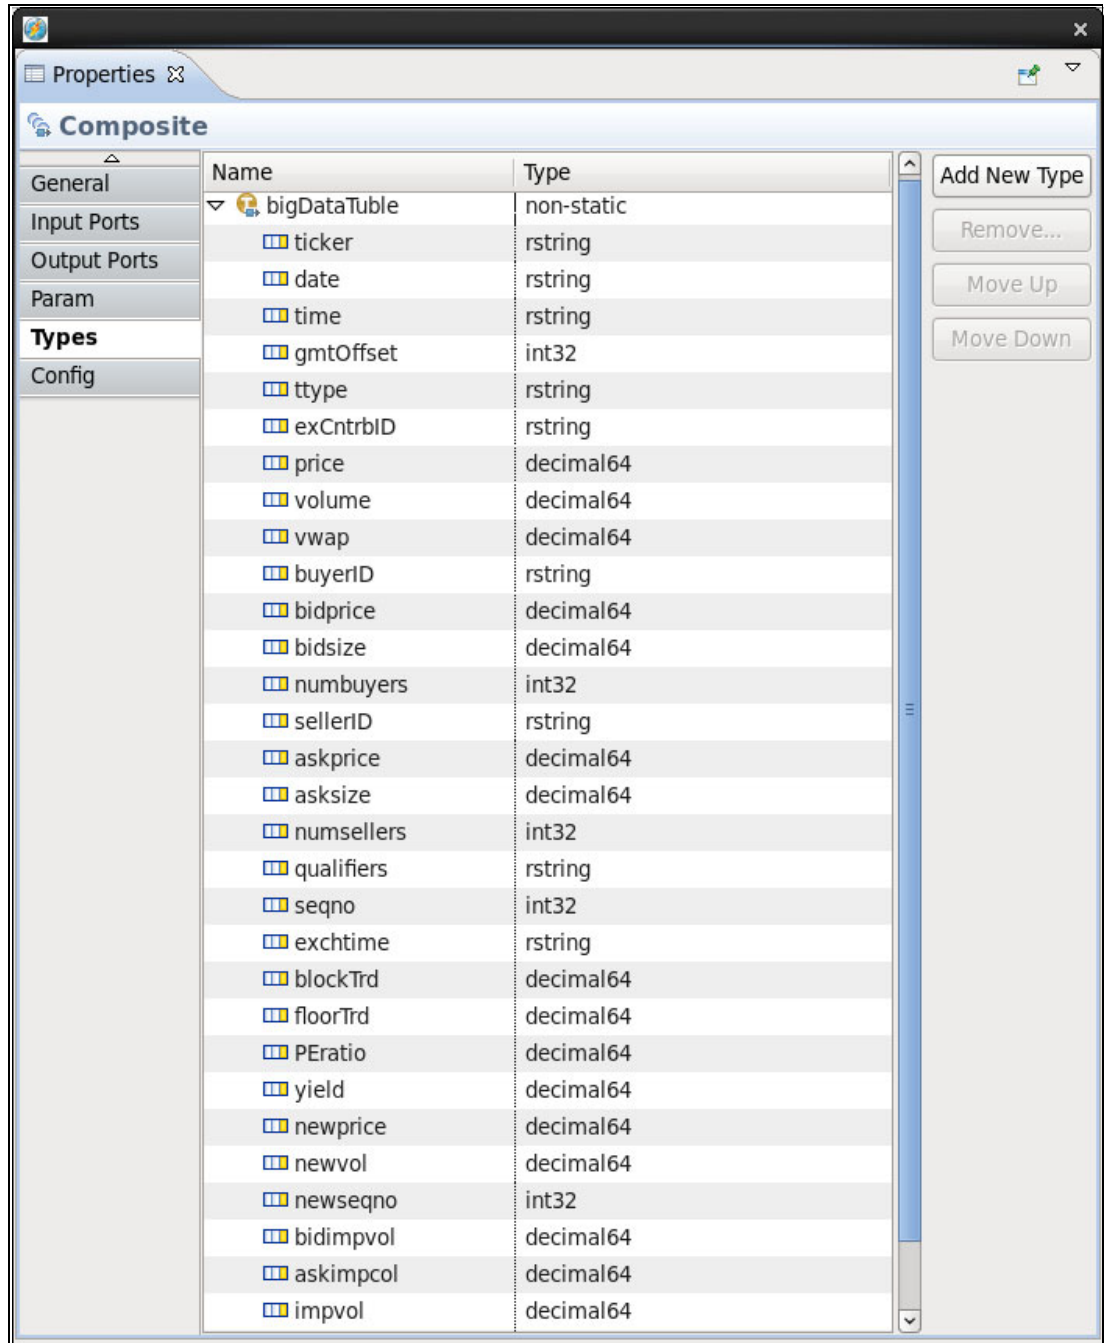 Properties
Composite
General
Input Ports
Output Ports
Param
Types
Config
Name Type
bigDataTuble non-static
ticker rstring
date rstring
time rstring
gmtOffset int32
ttype rstring
exCntrbID rstring
price decimal64
volume decimal64
vwap decimal64
buyerID rstring
bidprice decimal64
bidsize decimal64
numbuyers int32
sellerID rstring
askprice decimal64
asksize decimal64
numsellers int32
qualifiers rstring
seqno int32
exchtime rstring
blockTrd decimal64
floorTrd decimal64
PEratio decimal64
yield decimal64
newprice decimal64
newvol decimal64
newseqno int32
bidimpvol decimal64
askimpcol decimal64
impvol decimal64
Add New Type
Remove...
Move Up
Move Down